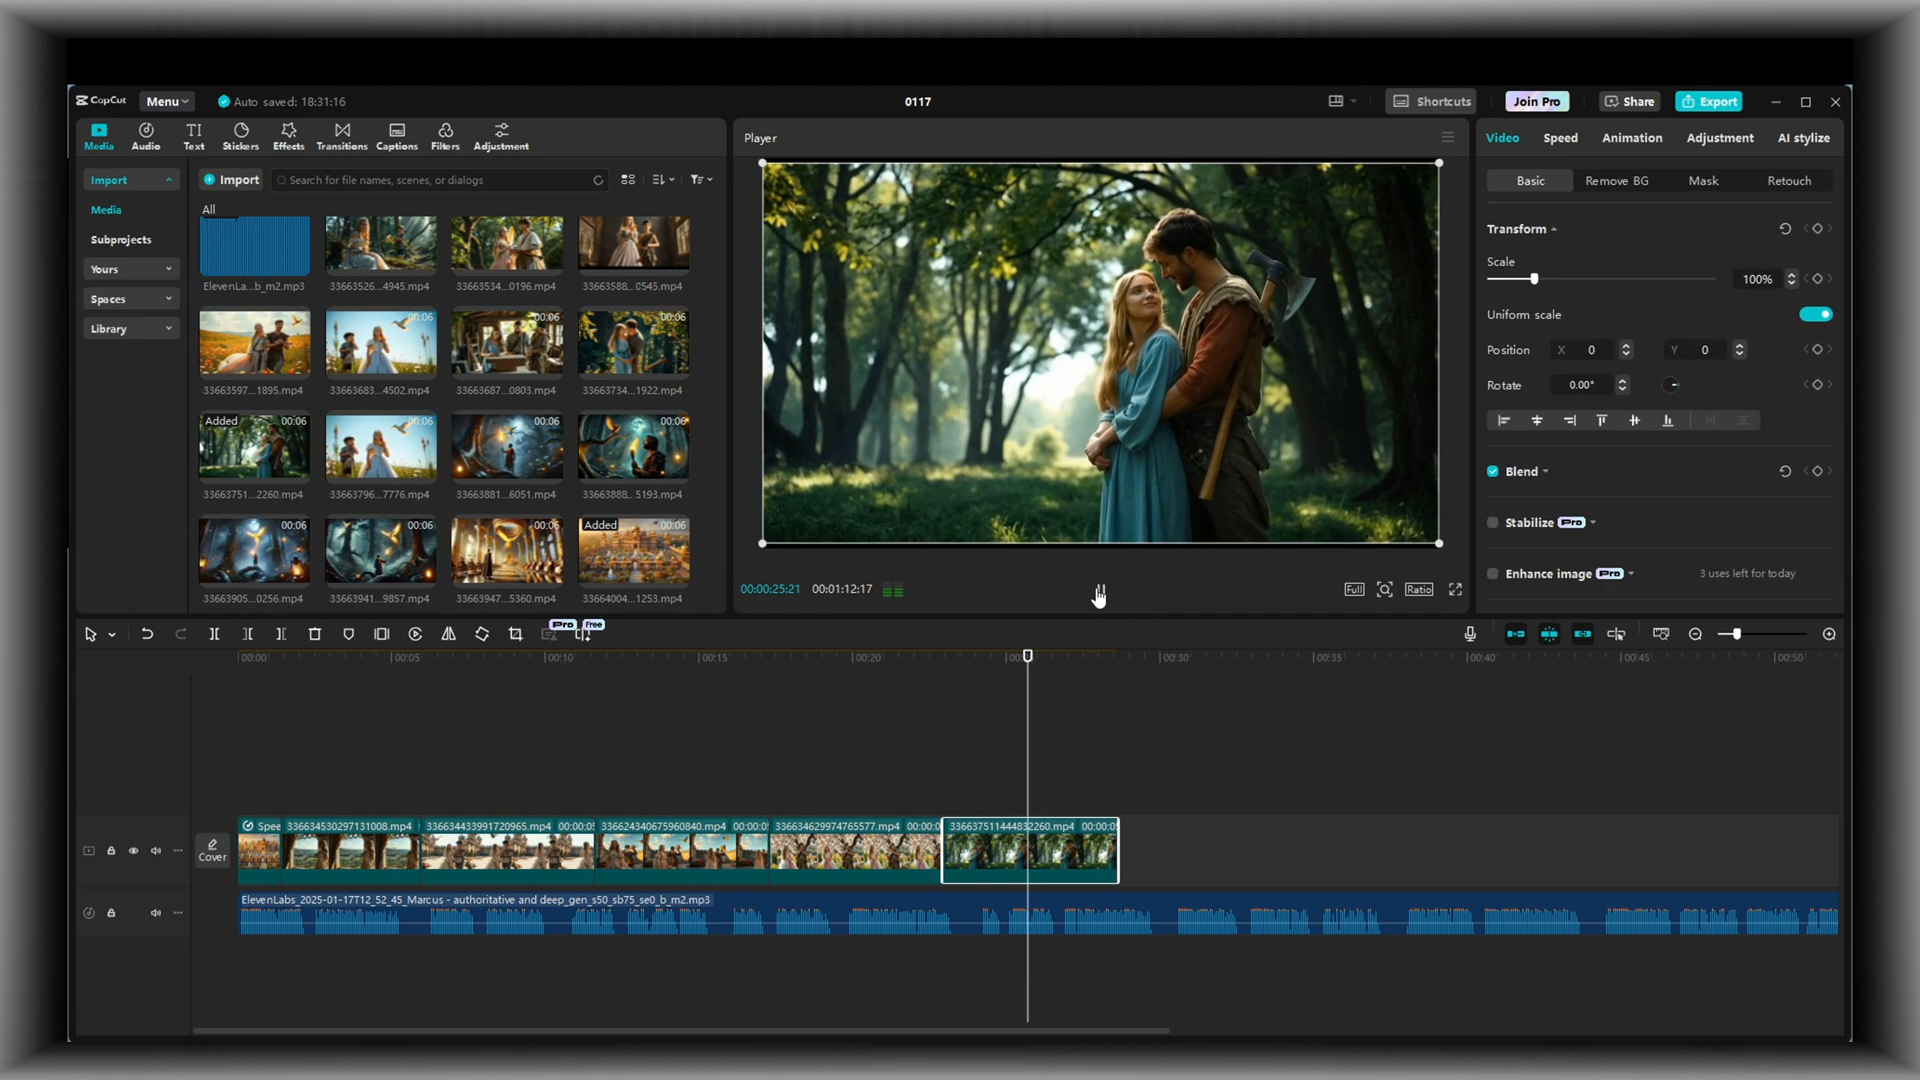 CapCut
Menu
Auto saved: 18:31:16
0117
Shortcuts
Join Pro
Share
Export
Media
Audio
Text
Stickers
Effects
Transitions
Captions
Filters
Adjustment
Player
Video
Speed
Animation
Adjustment
AI stylize
Import
Media
Subprojects
Yours
Spaces
Library
Import
Search for file names, scenes, or dialogs
All
ElevenLa...b_m2.mp3
33663526...4945.mp4
33663534...0196.mp4
33663588...0545.mp4
00:06
00:06
00:06
00:06
33663597...1895.mp4
33663683...4502.mp4
33663687...0803.mp4
33663734...1922.mp4
Added 00:06
00:06
00:06
00:06
33663751...2260.mp4
33663796...7776.mp4
33663881...6051.mp4
33663888...5193.mp4
00:06
00:06
00:06
Added 00:06
33663905...0256.mp4
33663941...9857.mp4
33663947...5360.mp4
33664004...1253.mp4
00:00:25:21 00:01:12:17
Full
Ratio
Basic
Remove BG
Mask
Retouch
Transform
Scale
100%
Uniform scale
Position X 0 Y 0
Rotate 0.00°
Blend
Stabilize Pro
Enhance image Pro 3 uses left for today
Pro
Free
00:00 00:05 00:10 00:15 00:20 00:30 00:35 00:40 00:45 00:50
Cover
Spee
336634530297131008.mp4
336634433991720965.mp4 00:00:0
336624340675960840.mp4 00:00:0
336634629974765577.mp4 00:00:0
336637511444832260.mp4 00:00:0
ElevenLabs_2025-01-17T12_52_45_Marcus - authoritative and deep_gen_s50_sb75_se0_b_m2.mp3